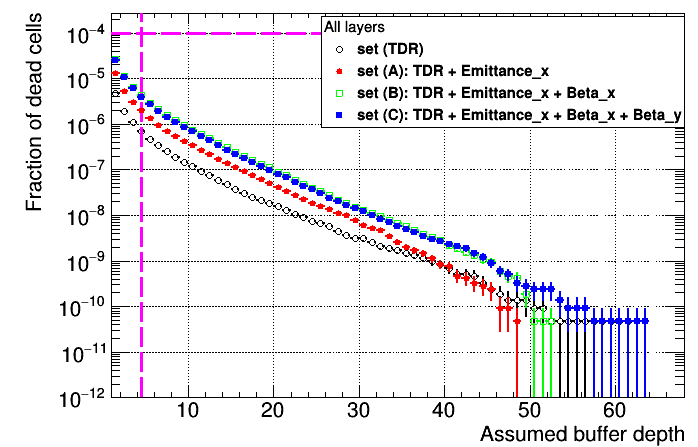 Fraction of dead cells
10⁻⁴
10⁻⁵
10⁻⁶
10⁻⁷
10⁻⁸
10⁻⁹
10⁻¹⁰
10⁻¹¹
10⁻¹²
All layers
set (TDR)
set (A): TDR + Emittance_x
set (B): TDR + Emittance_x + Beta_x
set (C): TDR + Emittance_x + Beta_x + Beta_y
10 20 30 40 50 60
Assumed buffer depth